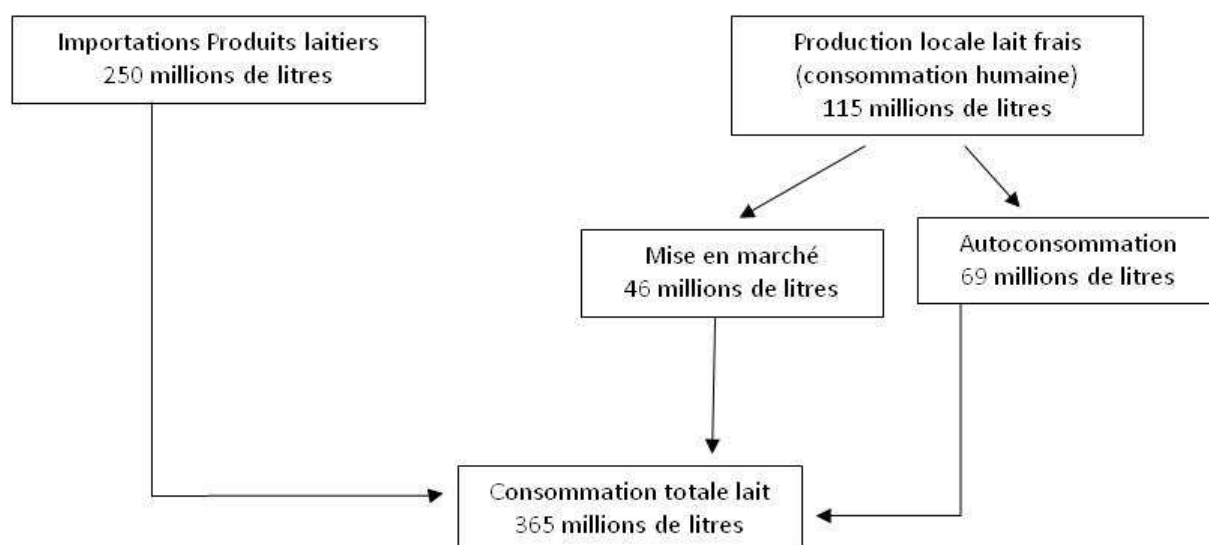 Importations Produits laitiers
250 millions de litres
Production locale lait frais
(consommation humaine)
115 millions de litres
Mise en marché
46 millions de litres
Autoconsommation
69 millions de litres
Consommation totale lait
365 millions de litres